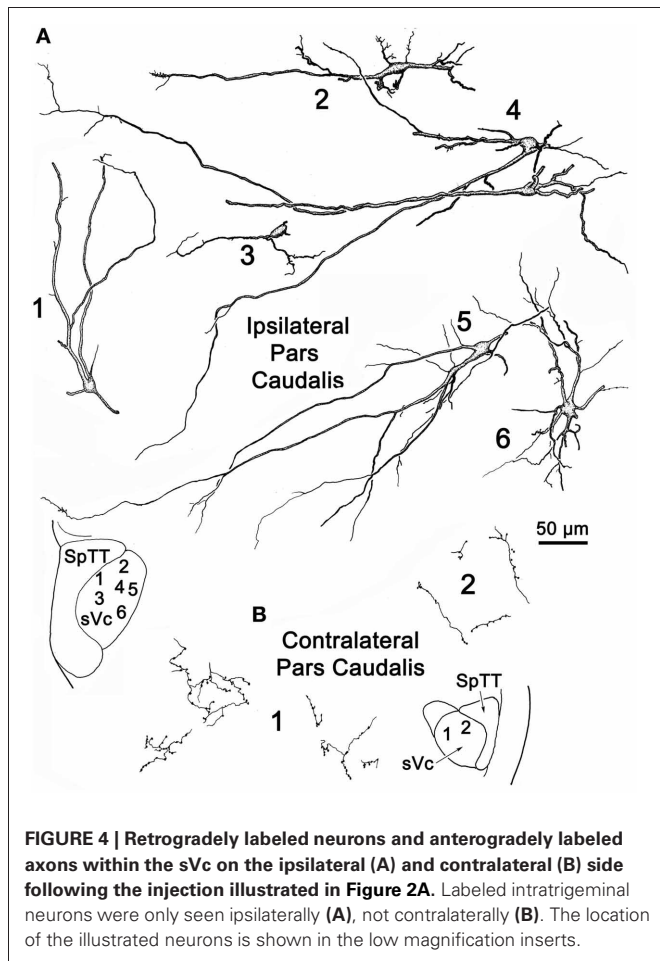 A
2
4
3
1
Ipsilateral
Pars
Caudalis
5
6
50 µm
SpTT
1 2
3 4 5
sVc 6
2
B
Contralateral
Pars Caudalis
1
SpTT
1 2
sVc
FIGURE 4 | Retrogradely labeled neurons and anterogradely labeled
axons within the sVc on the ipsilateral (A) and contralateral (B) side
following the injection illustrated in Figure 2A. Labeled intratrigeminal
neurons were only seen ipsilaterally (A), not contralaterally (B). The location
of the illustrated neurons is shown in the low magnification inserts.